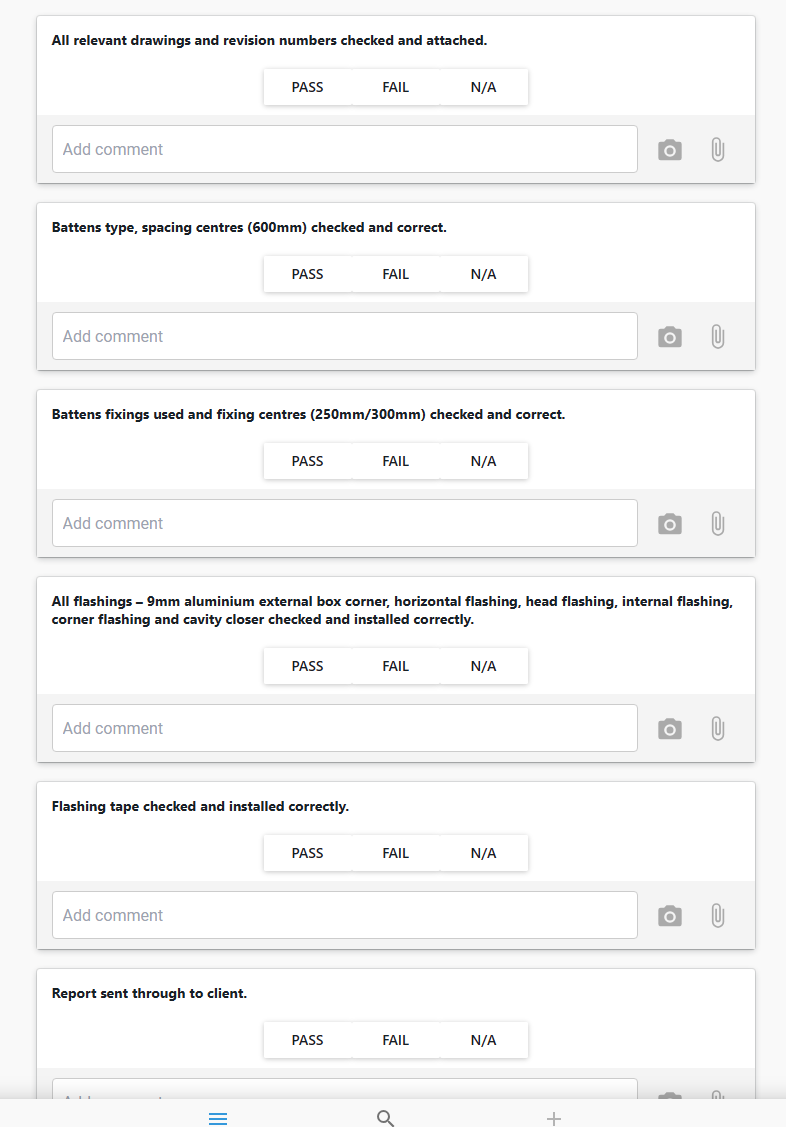 All relevant drawings and revision numbers checked and attached.
PASS FAIL N/A
Add comment
Battens type, spacing centres (600mm) checked and correct.
PASS FAIL N/A
Add comment
Battens fixings used and fixing centres (250mm/300mm) checked and correct.
PASS FAIL N/A
Add comment
All flashings – 9mm aluminium external box corner, horizontal flashing, head flashing, internal flashing,
corner flashing and cavity closer checked and installed correctly.
PASS FAIL N/A
Add comment
Flashing tape checked and installed correctly.
PASS FAIL N/A
Add comment
Report sent through to client.
PASS FAIL N/A